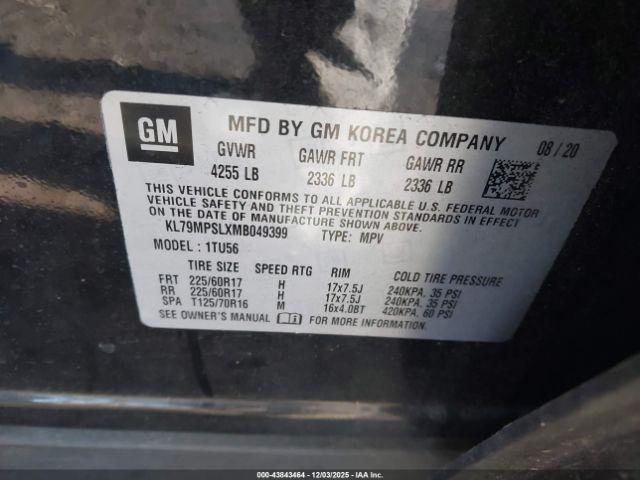 GM
MFD BY GM KOREA COMPANY 08/20
GVWR GAWR FRT GAWR RR
4255 LB 2336 LB 2336 LB
THIS VEHICLE CONFORMS TO ALL APPLICABLE U.S. FEDERAL MOTOR
VEHICLE SAFETY AND THEFT PREVENTION STANDARDS IN EFFECT
ON THE DATE OF MANUFACTURE SHOWN ABOVE.
KL79MPSLXMB049399 TYPE: MPV
MODEL: 1TU56
TIRE SIZE SPEED RTG RIM COLD TIRE PRESSURE
FRT 225/60R17 H 17x7.5J 240KPA, 35 PSI
RR 225/60R17 H 17x7.5J 240KPA, 35 PSI
SPA T125/70R16 M 16x4.0BT 420KPA, 60 PSI
SEE OWNER'S MANUAL FOR MORE INFORMATION.
00-43843464 - 12/03/2025 - IAAI.COM